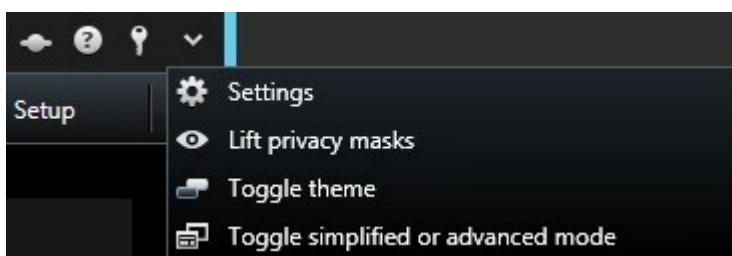 Setup
Settings
Lift privacy masks
Toggle theme
Toggle simplified or advanced mode